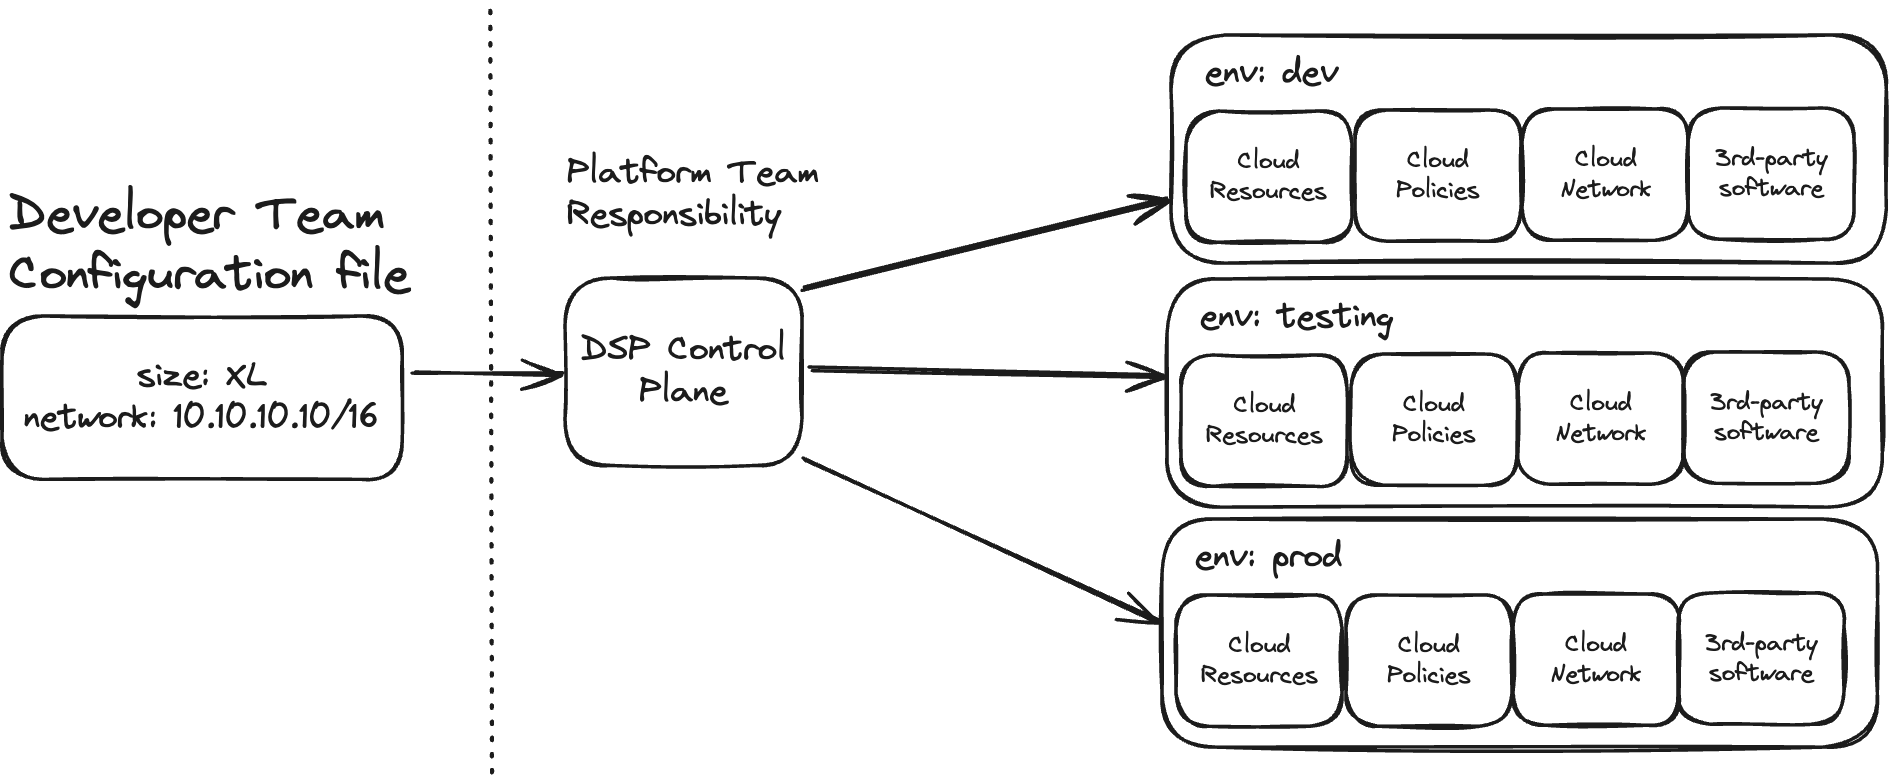 Developer Team
Configuration file
size: XL
network: 10.10.10.10/16
Platform Team
Responsibility
DSP Control
Plane
env: dev
Cloud
Resources
Cloud
Policies
Cloud
Network
3rd-party
software
env: testing
Cloud
Resources
Cloud
Policies
Cloud
Network
3rd-party
software
env: prod
Cloud
Resources
Cloud
Policies
Cloud
Network
3rd-party
software